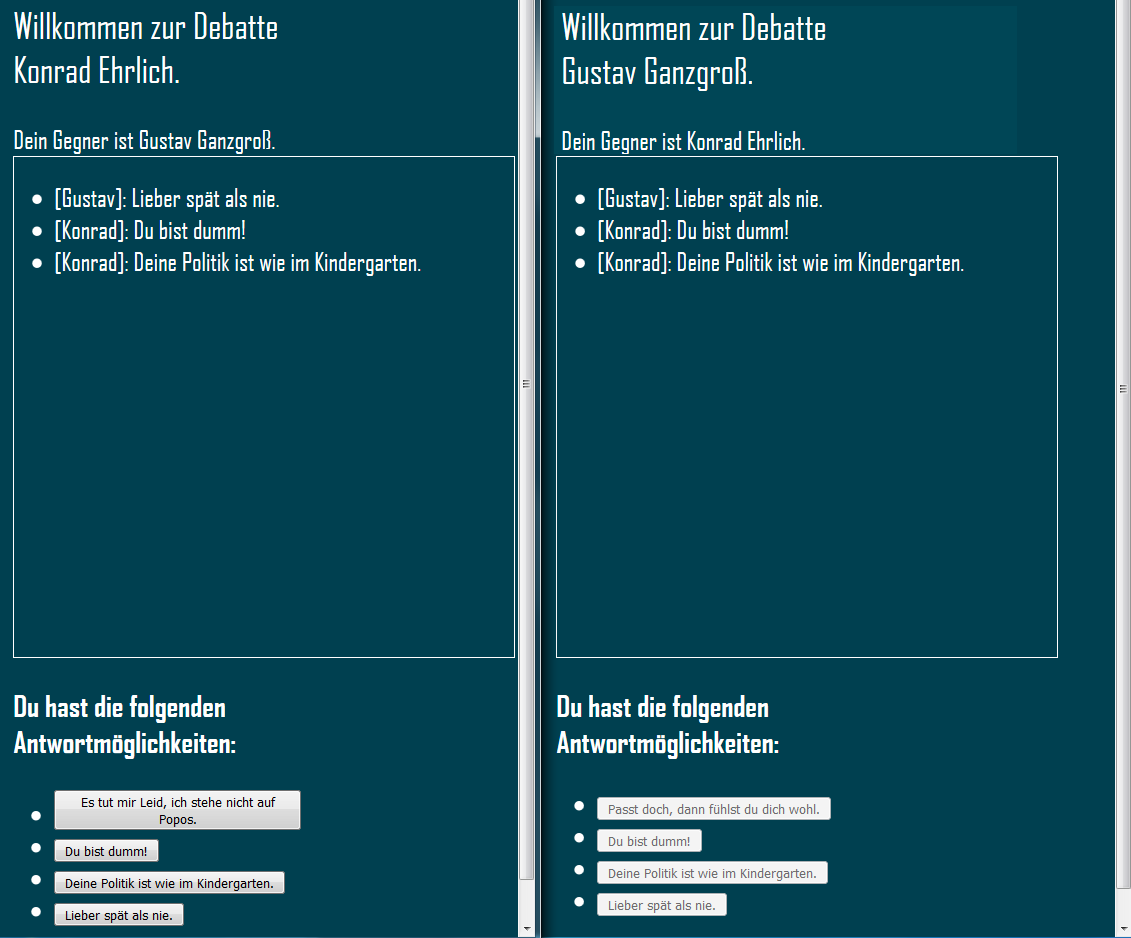 Willkommen zur Debatte
Konrad Ehrlich.
Dein Gegner ist Gustav Ganzgroß.
[Gustav]: Lieber spät als nie.
[Konrad]: Du bist dumm!
[Konrad]: Deine Politik ist wie im Kindergarten.
Du hast die folgenden
Antwortmöglichkeiten:
Es tut mir Leid, ich stehe nicht auf
Popos.
Du bist dumm!
Deine Politik ist wie im Kindergarten.
Lieber spät als nie.
Willkommen zur Debatte
Gustav Ganzgroß.
Dein Gegner ist Konrad Ehrlich.
[Gustav]: Lieber spät als nie.
[Konrad]: Du bist dumm!
[Konrad]: Deine Politik ist wie im Kindergarten.
Du hast die folgenden
Antwortmöglichkeiten:
Passt doch, dann fühlst du dich wohl.
Du bist dumm!
Deine Politik ist wie im Kindergarten.
Lieber spät als nie.